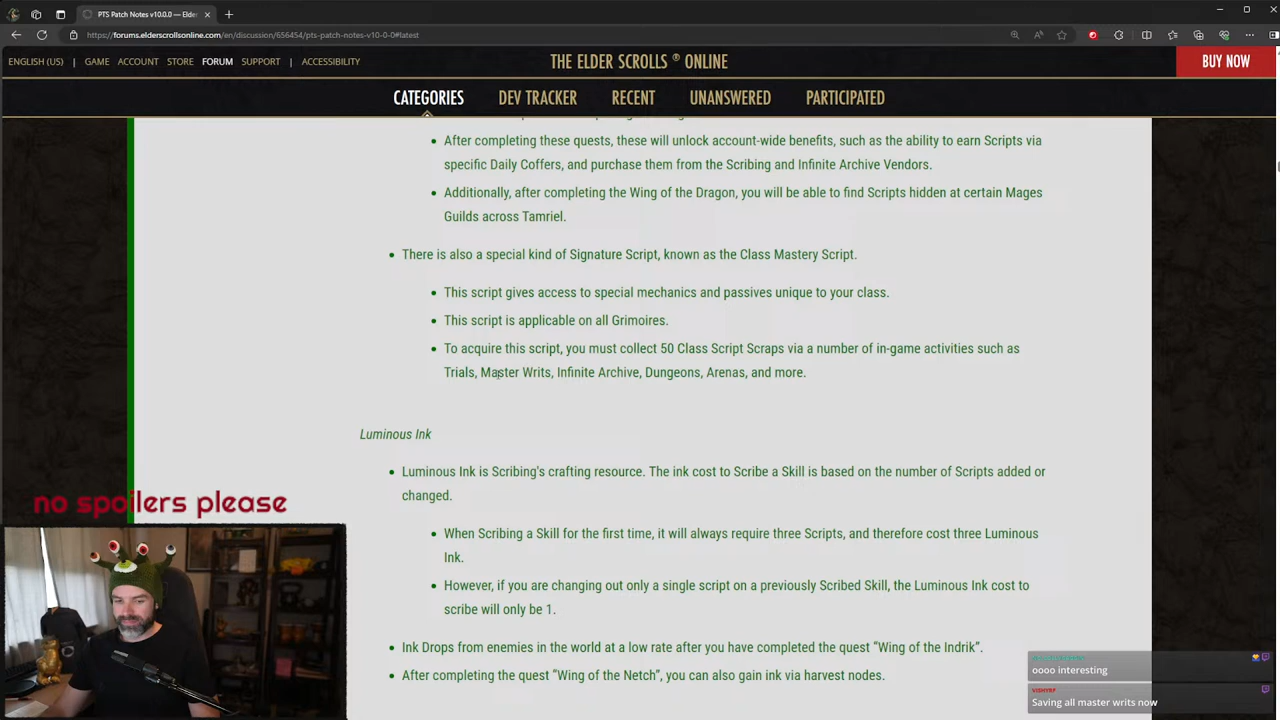 PTS Patch Notes v10.0.0 — Elder
https://forums.elderscrollsonline.com/en/discussion/656454/pts-patch-notes-v10-0-0#latest
ENGLISH (US) | GAME ACCOUNT STORE FORUM SUPPORT | ACCESSIBILITY
THE ELDER SCROLLS ® ONLINE
BUY NOW
CATEGORIES DEV TRACKER RECENT UNANSWERED PARTICIPATED
After completing these quests, these will unlock account-wide benefits, such as the ability to earn Scripts via
specific Daily Coffers, and purchase them from the Scribing and Infinite Archive Vendors.
Additionally, after completing the Wing of the Dragon, you will be able to find Scripts hidden at certain Mages
Guilds across Tamriel.
There is also a special kind of Signature Script, known as the Class Mastery Script.
This script gives access to special mechanics and passives unique to your class.
This script is applicable on all Grimoires.
To acquire this script, you must collect 50 Class Script Scraps via a number of in-game activities such as
Trials, Master Writs, Infinite Archive, Dungeons, Arenas, and more.
Luminous Ink
Luminous Ink is Scribing's crafting resource. The ink cost to Scribe a Skill is based on the number of Scripts added or
changed.
When Scribing a Skill for the first time, it will always require three Scripts, and therefore cost three Luminous
Ink.
However, if you are changing out only a single script on a previously Scribed Skill, the Luminous Ink cost to
scribe will only be 1.
Ink Drops from enemies in the world at a low rate after you have completed the quest “Wing of the Indrik”.
After completing the quest “Wing of the Netch”, you can also gain ink via harvest nodes.
no spoilers please
oooo interesting
VISHYRP
Saving all master writs now